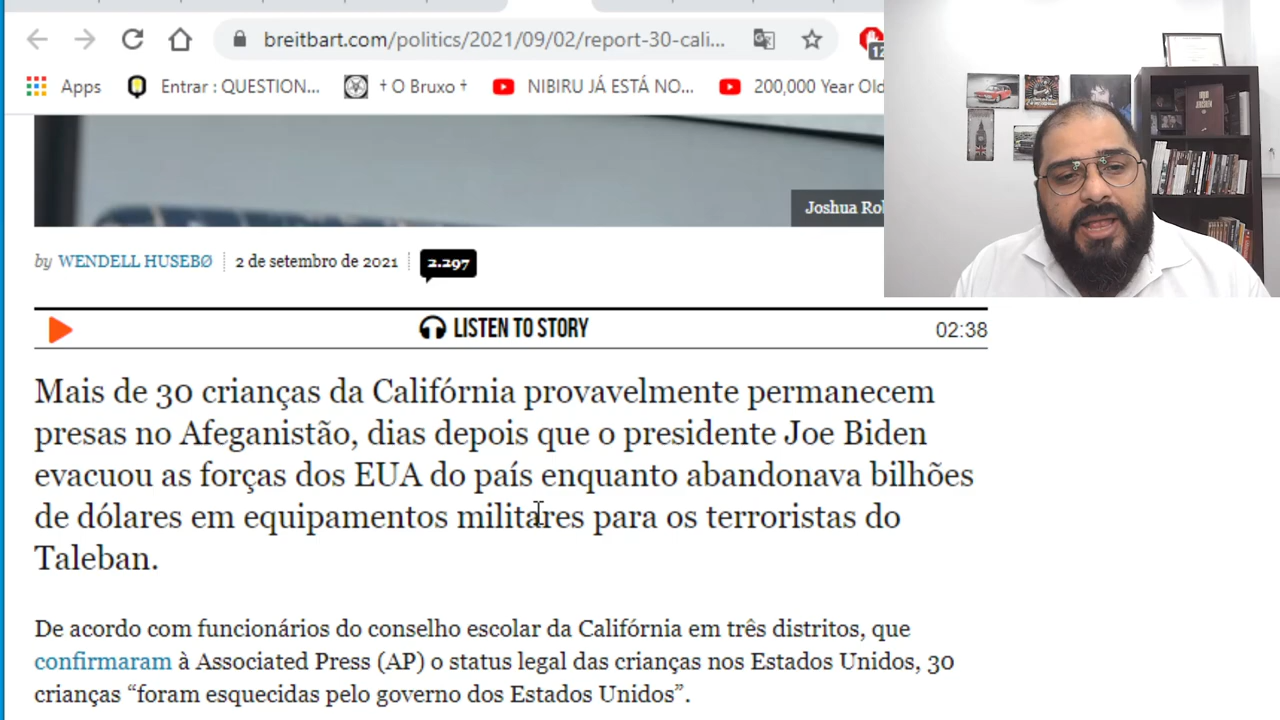 breitbart.com/politics/2021/09/02/report-30-cali...
12
Apps
Entrar : QUESTION...
† O Bruxo †
NIBIRU JÁ ESTÁ NO...
200,000 Year Old
Joshua Rol
by WENDELL HUSEBØ
2 de setembro de 2021
2.297
LISTEN TO STORY
02:38
Mais de 30 crianças da Califórnia provavelmente permanecem
presas no Afeganistão, dias depois que o presidente Joe Biden
evacuou as forças dos EUA do país enquanto abandonava bilhões
de dólares em equipamentos militares para os terroristas do
Taleban.
De acordo com funcionários do conselho escolar da Califórnia em três distritos, que
confirmaram à Associated Press (AP) o status legal das crianças nos Estados Unidos, 30
crianças “foram esquecidas pelo governo dos Estados Unidos”.